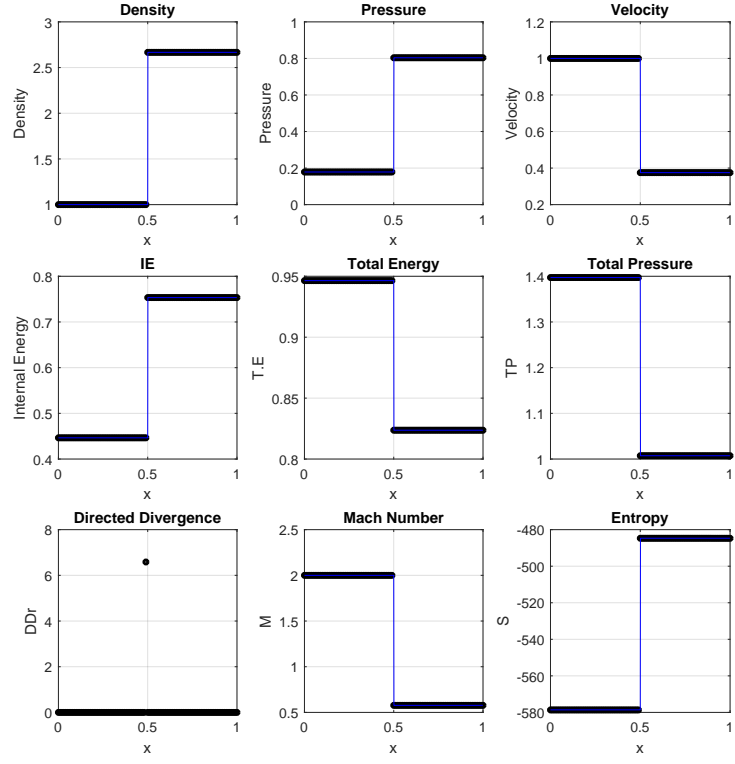 Density
3
2.5
2
1.5
1
Density
0 0.5 1
x
Pressure
1
0.8
0.6
0.4
0.2
0
Pressure
0 0.5 1
x
Velocity
1.2
1
0.8
0.6
0.4
0.2
Velocity
0 0.5 1
x
IE
0.8
0.7
0.6
0.5
0.4
Internal Energy
0 0.5 1
x
Total Energy
0.95
0.9
0.85
0.8
T.E
0 0.5 1
x
Total Pressure
1.4
1.3
1.2
1.1
1
TP
0 0.5 1
x
Directed Divergence
8
6
4
2
0
DDr
0 0.5 1
x
Mach Number
2.5
2
1.5
1
0.5
M
0 0.5 1
x
Entropy
-480
-500
-520
-540
-560
-580
S
0 0.5 1
x